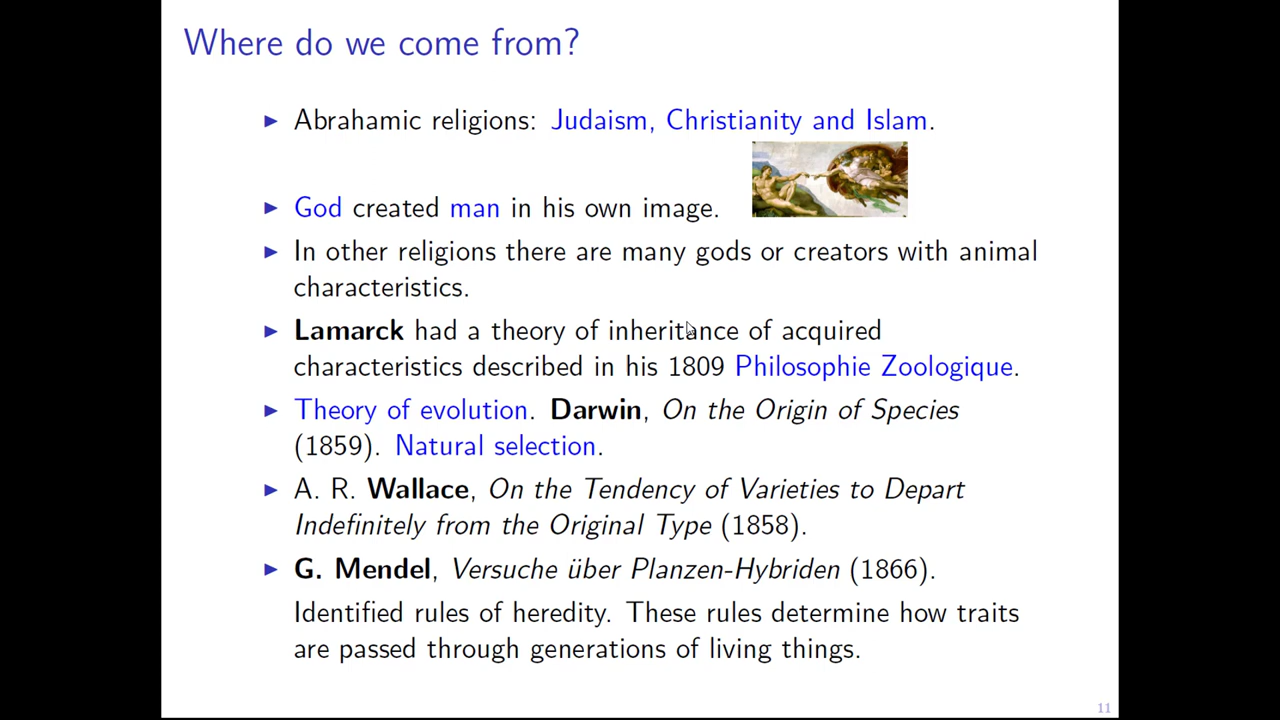 Where do we come from?
Abrahamic religions: Judaism, Christianity and Islam.
God created man in his own image.
In other religions there are many gods or creators with animal
characteristics.
Lamarck had a theory of inheritance of acquired
characteristics described in his 1809 Philosophie Zoologique.
Theory of evolution. Darwin, On the Origin of Species
(1859). Natural selection.
A. R. Wallace, On the Tendency of Varieties to Depart
Indefinitely from the Original Type (1858).
G. Mendel, Versuche über Planzen-Hybriden (1866).
Identified rules of heredity. These rules determine how traits
are passed through generations of living things.
11